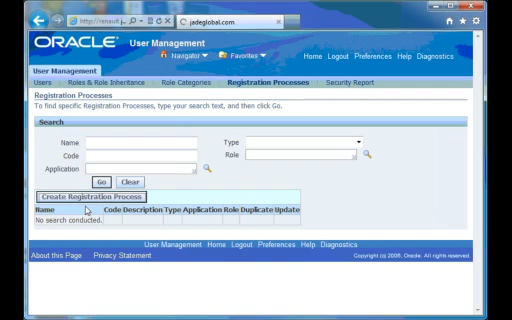 http://renault.j...
jadeglobal.com
ORACLE User Management
Navigator Favorites Home Logout Preferences Help Diagnostics
User Management
Users Roles & Role Inheritance Role Categories Registration Processes Security Report
Registration Processes
To find specific Registration Processes, type your search text, and then click Go.
Search
Name Type
Code Role
Application
Go Clear
Create Registration Process
Name Code Description Type Application Role Duplicate Update
No search conducted.
User Management Home Logout Preferences Help Diagnostics
About this Page Privacy Statement Copyright (c) 2006, Oracle. All rights reserved.